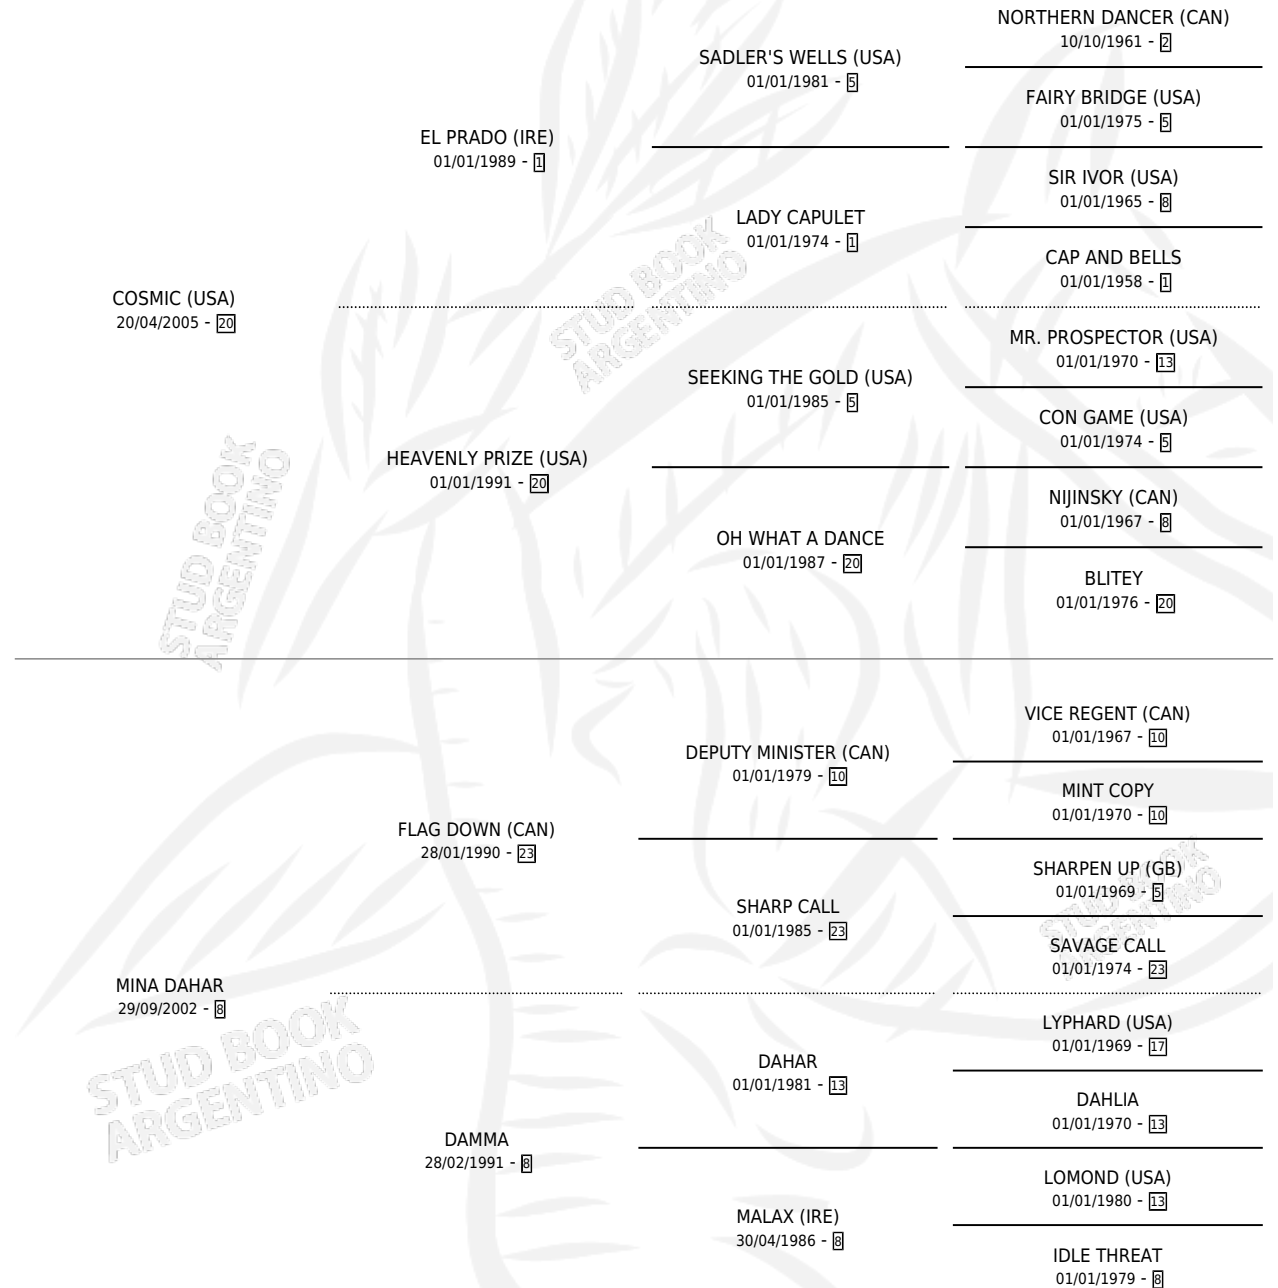 NORTHERN DANCER (CAN)
10/10/1961 - 2
SADLER'S WELLS (USA)
01/01/1981 - 5
FAIRY BRIDGE (USA)
01/01/1975 - 5
EL PRADO (IRE)
01/01/1989 - 1
SIR IVOR (USA)
01/01/1965 - 8
LADY CAPULET
01/01/1974 - 1
CAP AND BELLS
01/01/1958 - 1
COSMIC (USA)
20/04/2005 - 20
MR. PROSPECTOR (USA)
01/01/1970 - 13
SEEKING THE GOLD (USA)
01/01/1985 - 5
CON GAME (USA)
01/01/1974 - 5
HEAVENLY PRIZE (USA)
01/01/1991 - 20
NIJINSKY (CAN)
01/01/1967 - 8
OH WHAT A DANCE
01/01/1987 - 20
BLITEY
01/01/1976 - 20
VICE REGENT (CAN)
01/01/1967 - 10
DEPUTY MINISTER (CAN)
01/01/1979 - 10
MINT COPY
01/01/1970 - 10
FLAG DOWN (CAN)
28/01/1990 - 23
SHARPEN UP (GB)
01/01/1969 - 5
SHARP CALL
01/01/1985 - 23
SAVAGE CALL
01/01/1974 - 23
MINA DAHAR
29/09/2002 - 8
LYPHARD (USA)
01/01/1969 - 17
DAHAR
01/01/1981 - 13
DAHLIA
01/01/1970 - 13
DAMMA
28/02/1991 - 8
LOMOND (USA)
01/01/1980 - 13
MALAX (IRE)
30/04/1986 - 8
IDLE THREAT
01/01/1979 - 8
STUD BOOK
ARGENTINO
STUD BOOK
ARGENTINO
STUD BOOK
ARGENTINO
STUD BOOK
ARGENTINO